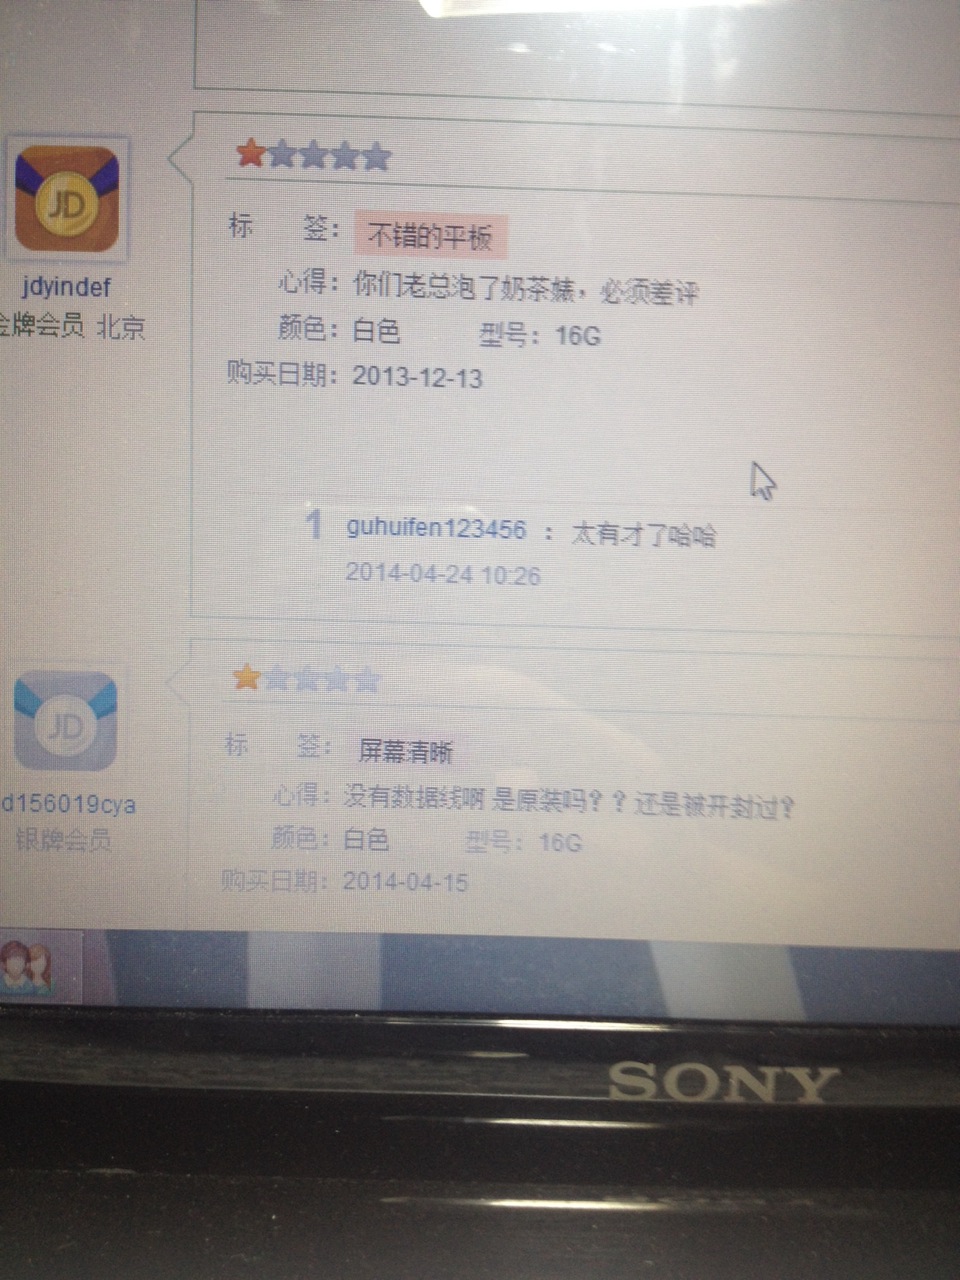 JD
jdyindef
金牌会员 北京
标 签： 不错的平板
心得： 你们老总泡了奶茶婊，必须差评
颜色： 白色 型号： 16G
购买日期： 2013-12-13
1 guhuifen123456 ： 太有才了哈哈
2014-04-24 10:26
JD
d156019cya
银牌会员
标 签： 屏幕清晰
心得： 没有数据线啊 是原装吗？？还是被开封过？
颜色： 白色 型号： 16G
购买日期： 2014-04-15
SONY